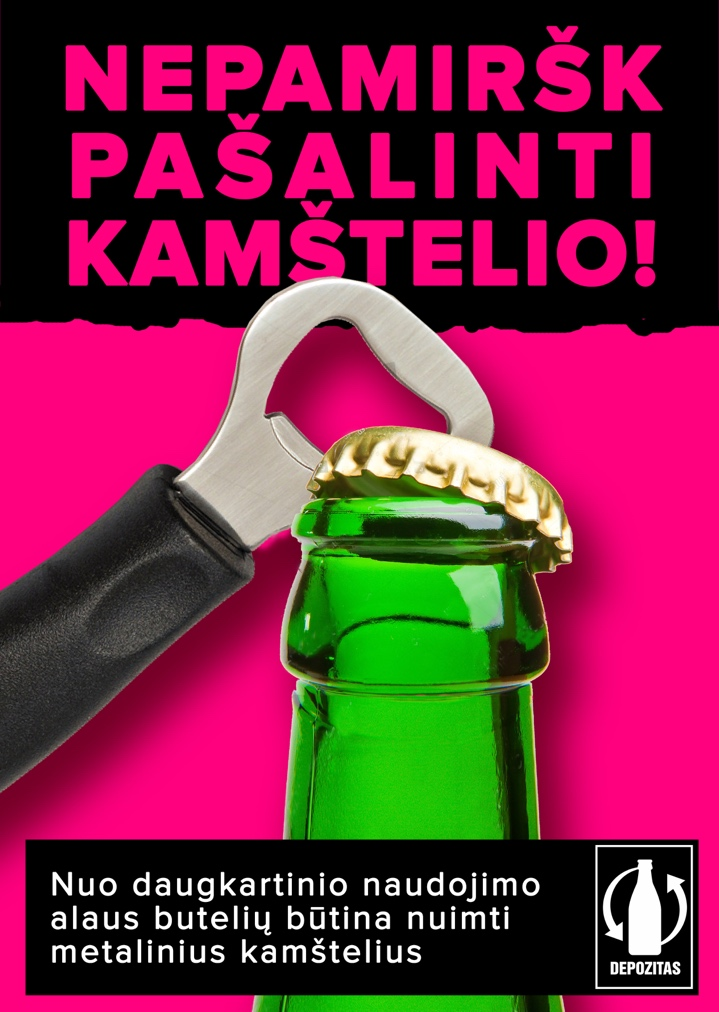 NEPAMIRŠK
PAŠALINTI
KAMŠTELIO!
Nuo daugkartinio naudojimo
alaus butelių būtina nuimti
metalinius kamštelius
DEPOZITAS